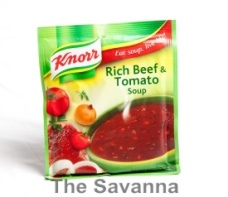 Knorr
Rich Beef &
Tomato
Soup
The Savanna